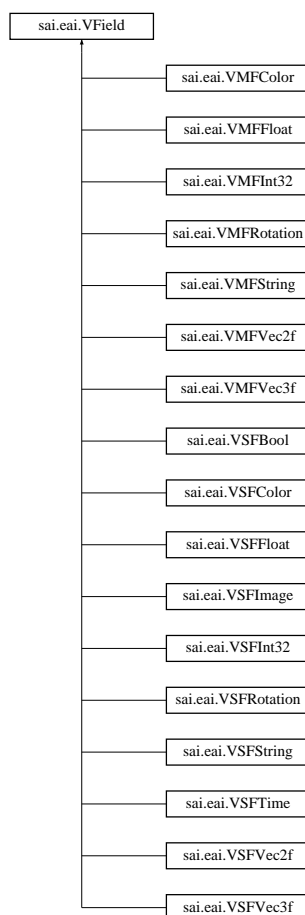 sai.eai.VField
sai.eai.VMFColor
sai.eai.VMFFloat
sai.eai.VMFInt32
sai.eai.VMFRotation
sai.eai.VMFString
sai.eai.VMFVec2f
sai.eai.VMFVec3f
sai.eai.VSFBool
sai.eai.VSFColor
sai.eai.VSFFloat
sai.eai.VSFImage
sai.eai.VSFInt32
sai.eai.VSFRotation
sai.eai.VSFString
sai.eai.VSFTime
sai.eai.VSFVec2f
sai.eai.VSFVec3f